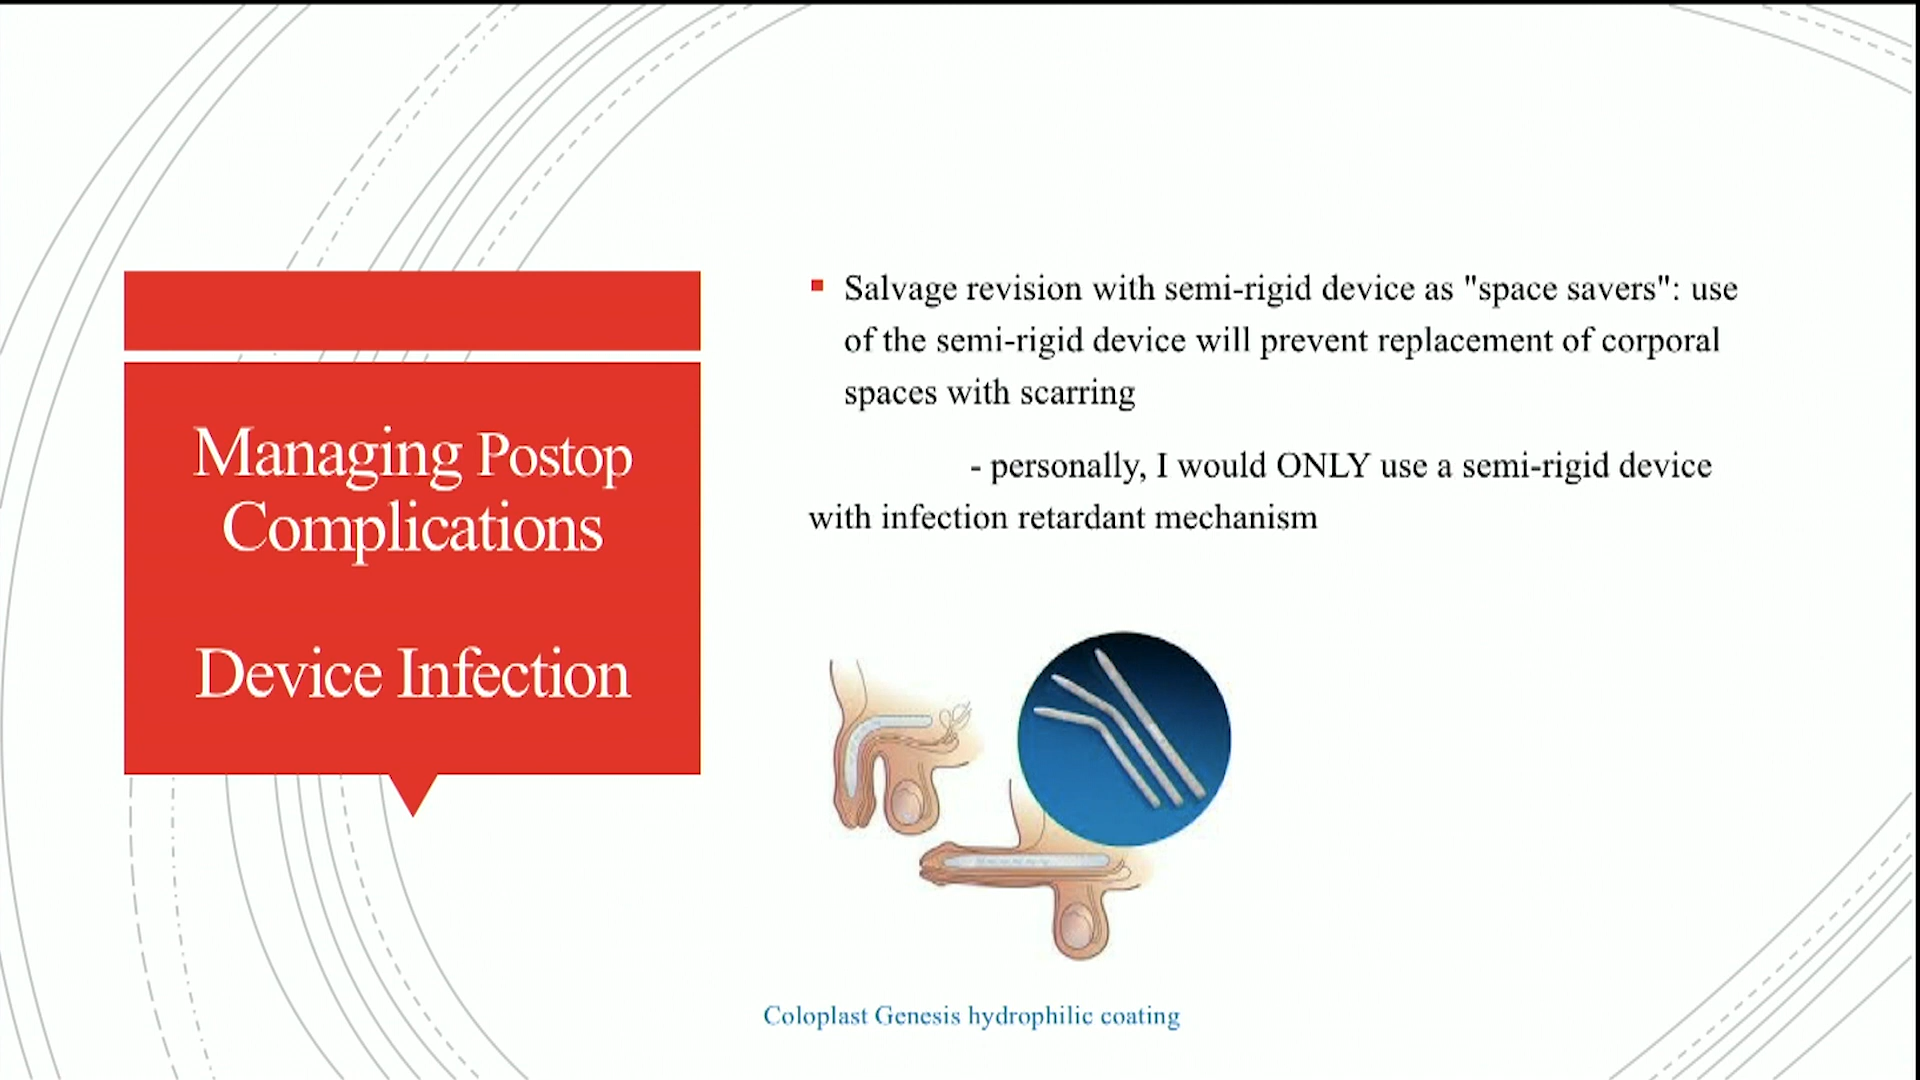 Managing Postop
Complications
Device Infection
▪ Salvage revision with semi-rigid device as "space savers": use
of the semi-rigid device will prevent replacement of corporal
spaces with scarring
- personally, I would ONLY use a semi-rigid device
with infection retardant mechanism
Coloplast Genesis hydrophilic coating